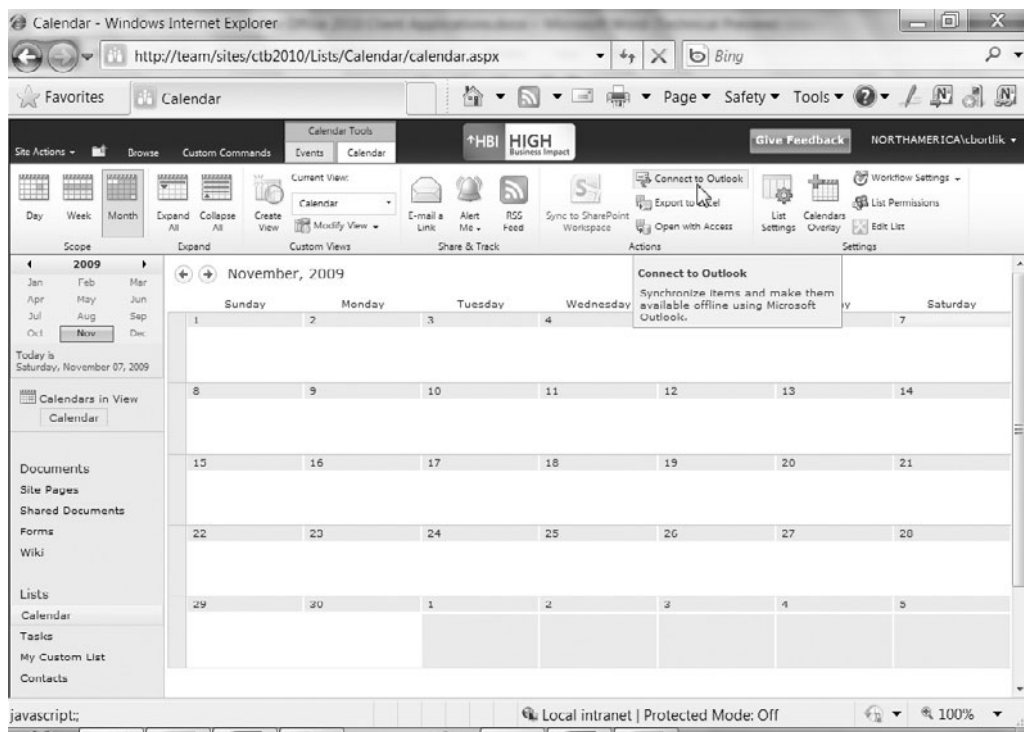 Calendar - Windows Internet Explorer
http://team/sites/ctb2010/Lists/Calendar/calendar.aspx
Bing
Favorites
Calendar
Page
Safety
Tools
Calendar Tools
Site Actions
Browse
Custom Commands
Events
Calendar
↑HBI
HIGH
Business Impact
Give Feedback
NORTHAMERICA\cbortlik
Day
Week
Month
Scope
Expand All
Collapse All
Expand
Create View
Current View:
Calendar
Modify View
Custom Views
E-mail a Link
Alert Me
RSS Feed
Share & Track
Sync to SharePoint Workspace
Connect to Outlook
Export to Excel
Open with Access
Actions
List Settings
Calendars Overlay
Workflow Settings
List Permissions
Edit List
Settings
Connect to Outlook
Synchronize items and make them
available offline using Microsoft
Outlook.
2009
Jan Feb Mar
Apr May Jun
Jul Aug Sep
Oct Nov Dec
Today is
Saturday, November 07, 2009
Calendars in View
Calendar
Documents
Site Pages
Shared Documents
Forms
Wiki
Lists
Calendar
Tasks
My Custom List
Contacts
November, 2009
Sunday Monday Tuesday Wednesday Saturday
1 2 3 4 7
8 9 10 11 12 13 14
15 16 17 18 19 20 21
22 23 24 25 26 27 28
29 30 1 2 3 4 5
javascript:;
Local intranet | Protected Mode: Off
100%